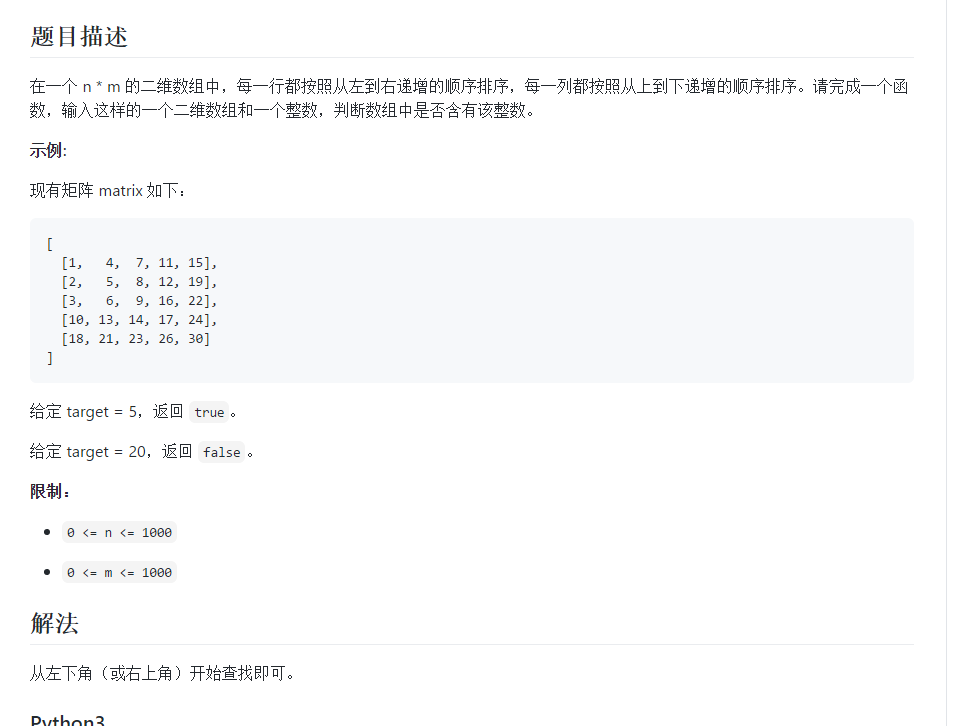 题目描述
在一个 n * m 的二维数组中，每一行都按照从左到右递增的顺序排序，每一列都按照从上到下递增的顺序排序。请完成一个函
数，输入这样的一个二维数组和一个整数，判断数组中是否含有该整数。
示例:
现有矩阵 matrix 如下：
[
[1,   4,  7, 11, 15],
[2,   5,  8, 12, 19],
[3,   6,  9, 16, 22],
[10, 13, 14, 17, 24],
[18, 21, 23, 26, 30]
]
给定 target = 5，返回 true 。
给定 target = 20，返回 false 。
限制：
0 <= n <= 1000
0 <= m <= 1000
解法
从左下角（或右上角）开始查找即可。
Python3